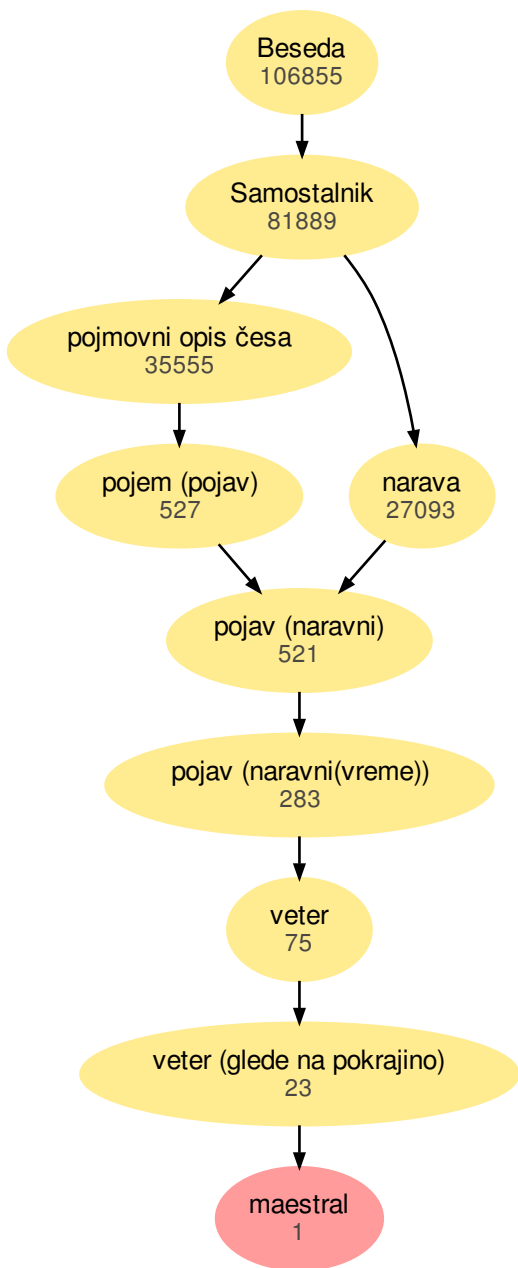 Beseda
106855
Samostalnik
81889
pojmovni opis česa
35555
pojem (pojav)
527
narava
27093
pojav (naravni)
521
pojav (naravni(vreme))
283
veter
75
veter (glede na pokrajino)
23
maestral
1